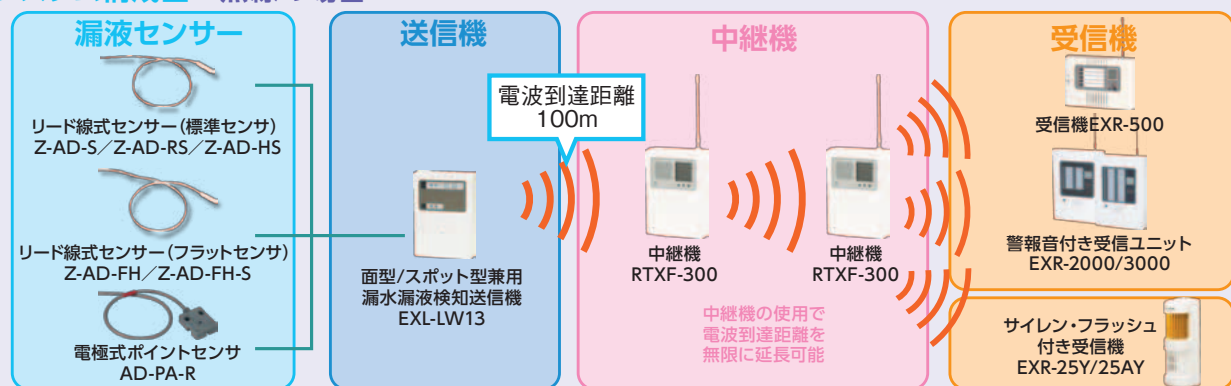 漏液センサー
リード線式センサー(標準センサ)
Z-AD-S／Z-AD-RS／Z-AD-HS
リード線式センサー(フラットセンサ)
Z-AD-FH／Z-AD-FH-S
電極式ポイントセンサ
AD-PA-R
送信機
面型/スポット型兼用
漏水漏液検知送信機
EXL-LW13
電波到達距離
100m
中継機
中継機
RTXF-300
中継機
RTXF-300
中継機の使用で
電波到達距離を
無限に延長可能
受信機
受信機EXR-500
警報音付き受信ユニット
EXR-2000/3000
サイレン・フラッシュ
付き受信機
EXR-25Y/25AY